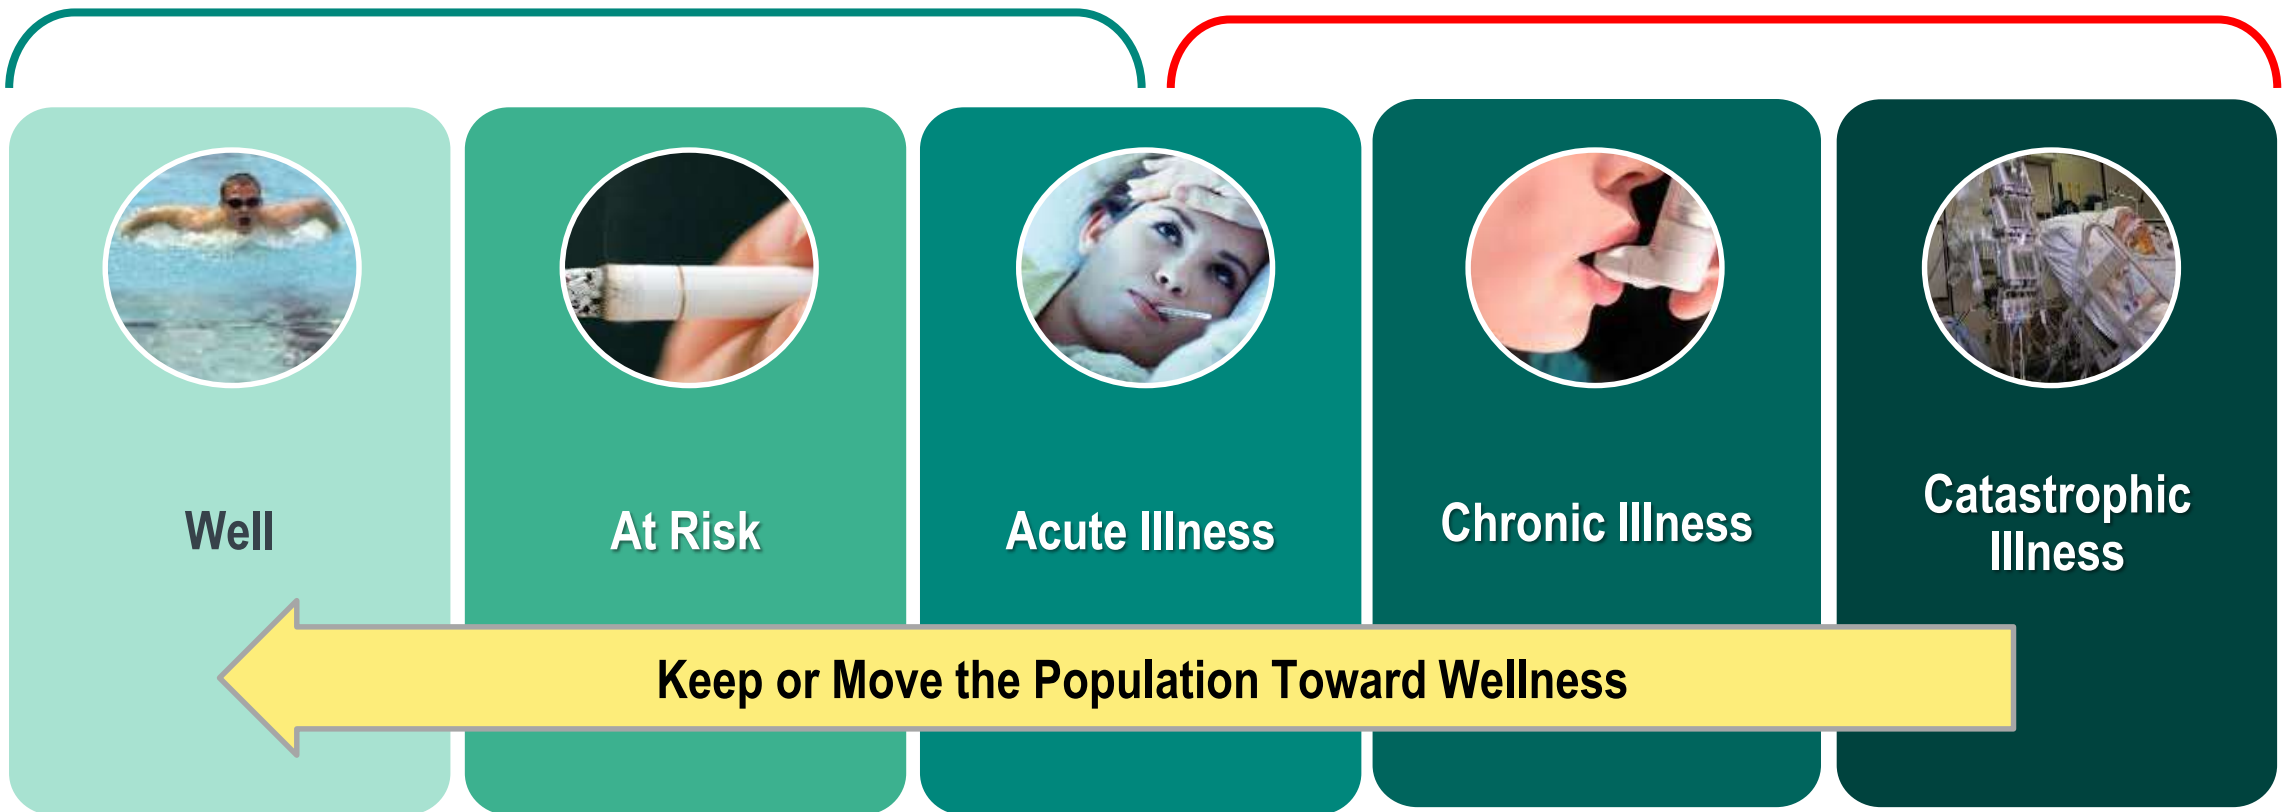 Well
At Risk
Acute Illness
Chronic Illness
Catastrophic
Illness
Keep or Move the Population Toward Wellness